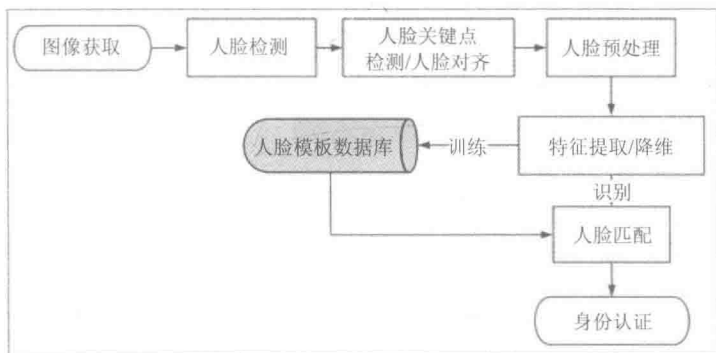 图像获取
人脸检测
人脸关键点
检测/人脸对齐
人脸预处理
人脸模板数据库
训练
特征提取/降维
识别
人脸匹配
身份认证